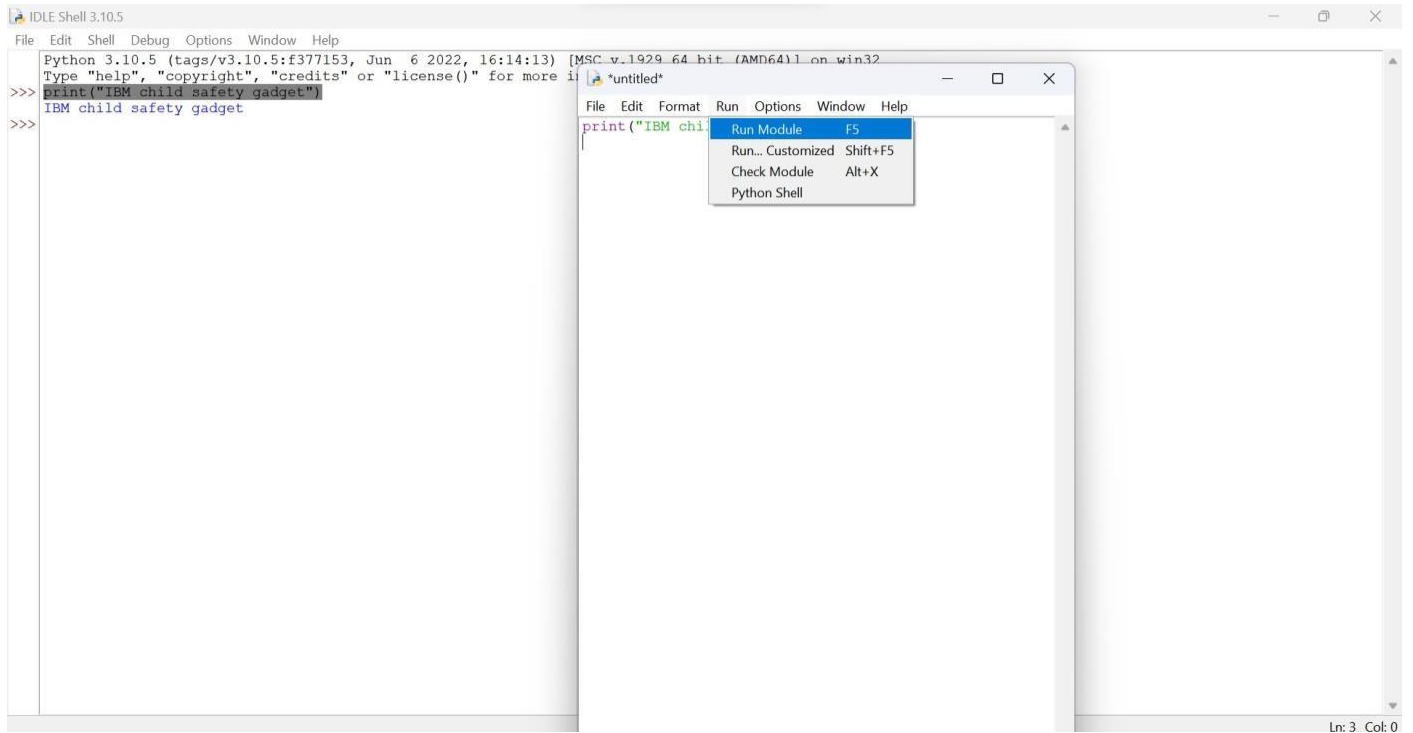 IDLE Shell 3.10.5
File Edit Shell Debug Options Window Help
Python 3.10.5 (tags/v3.10.5:f377153, Jun 6 2022, 16:14:13) [MSC v.1929 64 bit (AMD64)] on win32
Type "help", "copyright", "credits" or "license()" for more
>>> print("IBM child safety gadget")
IBM child safety gadget
>>>
*untitled*
File Edit Format Run Options Window Help
print("IBM chi
Run Module F5
Run... Customized Shift+F5
Check Module Alt+X
Python Shell
Ln: 3 Col: 0